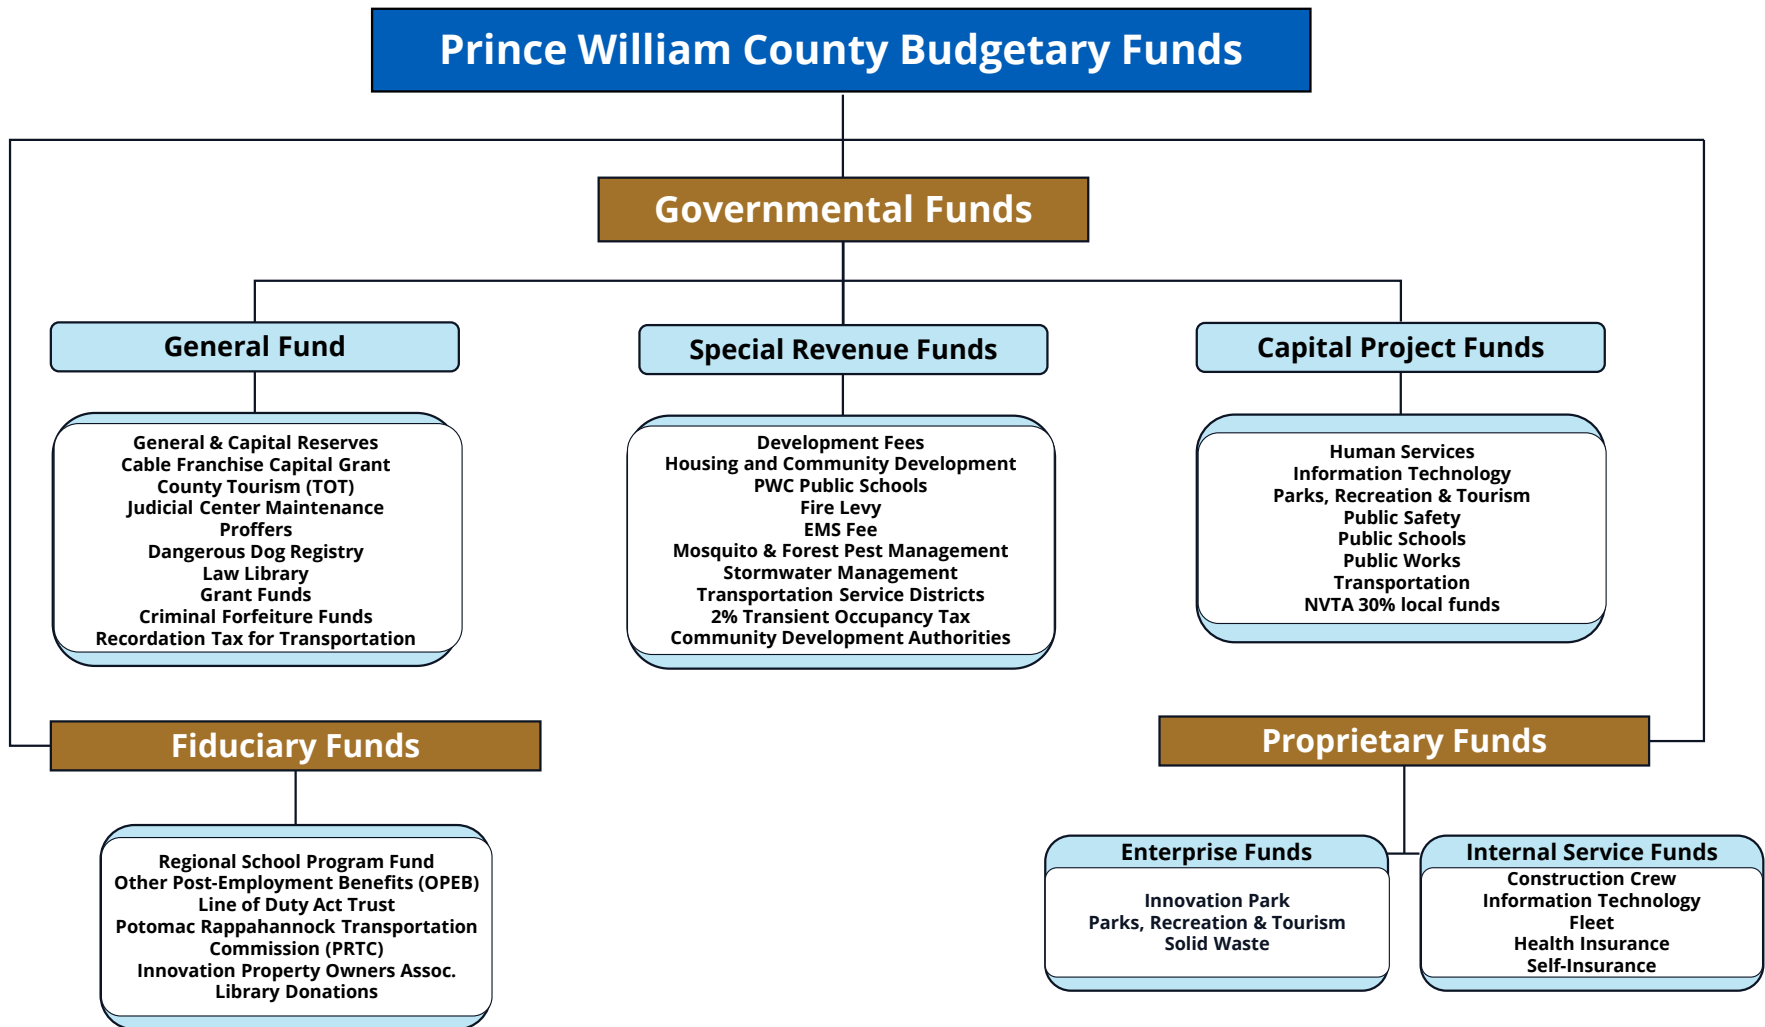 Prince William County Budgetary Funds
Governmental Funds
General Fund
General & Capital Reserves
Cable Franchise Capital Grant
County Tourism (TOT)
Judicial Center Maintenance
Proffers
Dangerous Dog Registry
Law Library
Grant Funds
Criminal Forfeiture Funds
Recordation Tax for Transportation
Special Revenue Funds
Development Fees
Housing and Community Development
PWC Public Schools
Fire Levy
EMS Fee
Mosquito & Forest Pest Management
Stormwater Management
Transportation Service Districts
2% Transient Occupancy Tax
Community Development Authorities
Capital Project Funds
Human Services
Information Technology
Parks, Recreation & Tourism
Public Safety
Public Schools
Public Works
Transportation
NVTA 30% local funds
Fiduciary Funds
Regional School Program Fund
Other Post-Employment Benefits (OPEB)
Line of Duty Act Trust
Potomac Rappahannock Transportation
Commission (PRTC)
Innovation Property Owners Assoc.
Library Donations
Proprietary Funds
Enterprise Funds
Innovation Park
Parks, Recreation & Tourism
Solid Waste
Internal Service Funds
Construction Crew
Information Technology
Fleet
Health Insurance
Self-Insurance